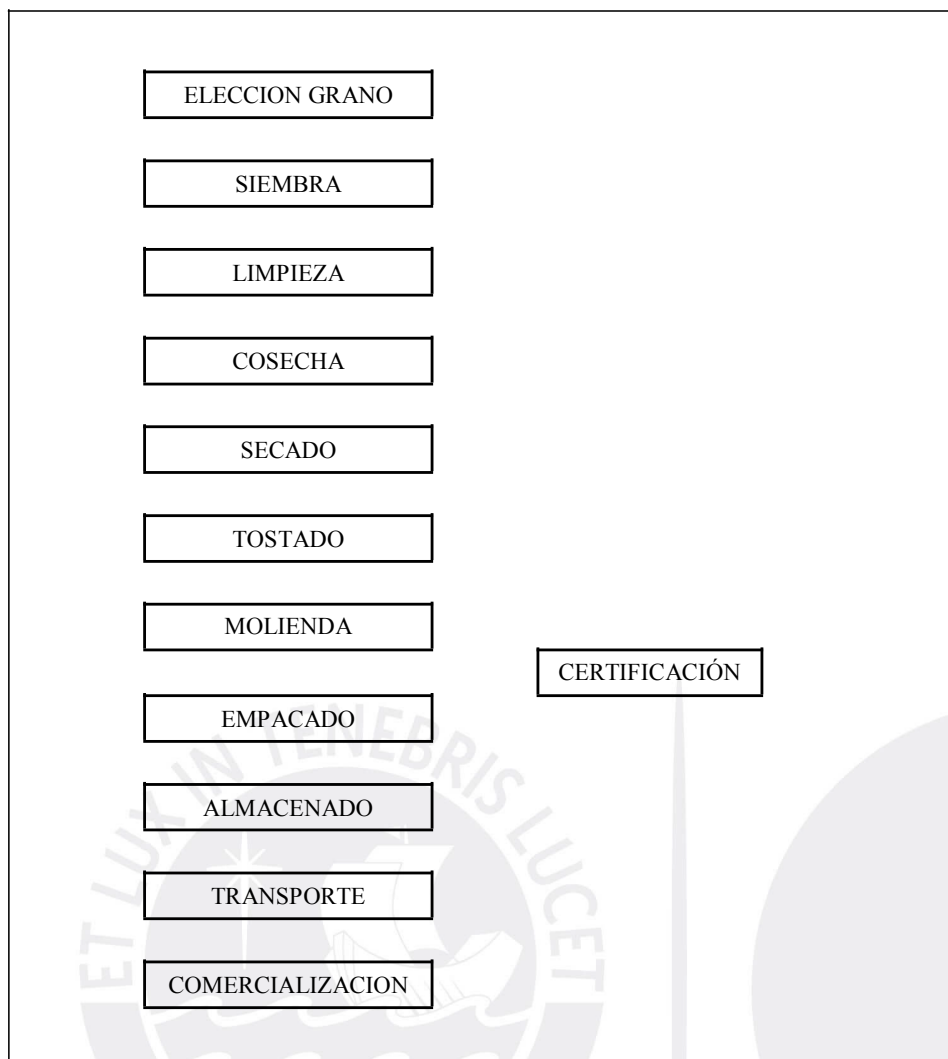 ELECCION GRANO
SIEMBRA
LIMPIEZA
COSECHA
SECADO
TOSTADO
MOLIENDA
CERTIFICACIÓN
EMPACADO
ALMACENADO
TRANSPORTE
COMERCIALIZACION
ET LUX IN TENEBRIS LUCET